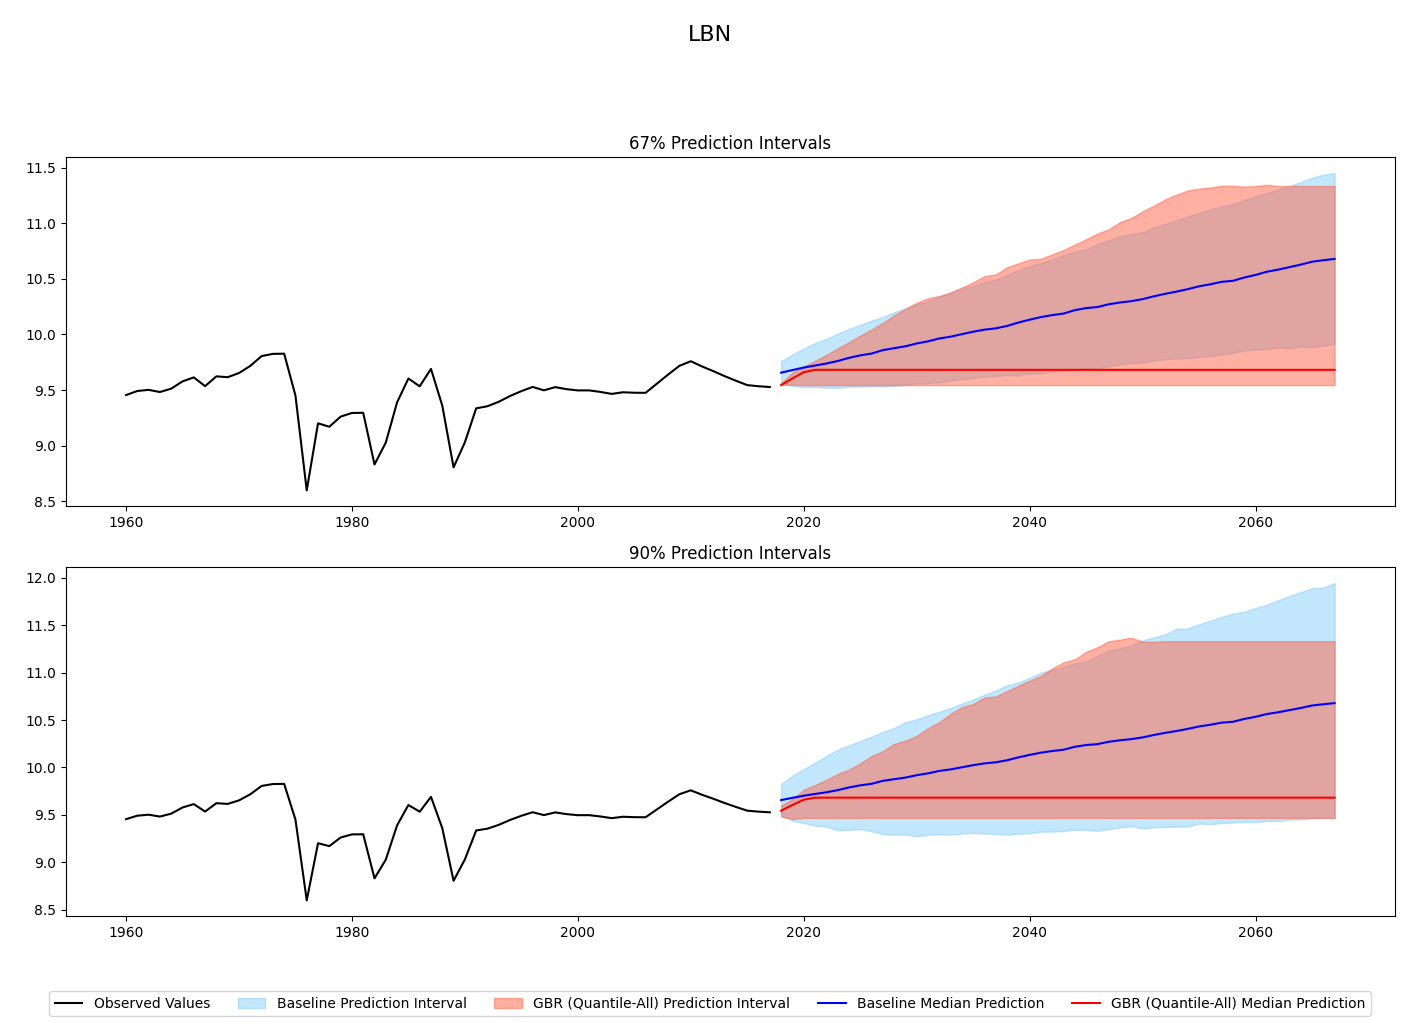 LBN
67% Prediction Intervals
11.5
11.0
10.5
10.0
9.5
9.0
8.5
1960 1980 2000 2020 2040 2060
90% Prediction Intervals
12.0
11.5
11.0
10.5
10.0
9.5
9.0
8.5
1960 1980 2000 2020 2040 2060
Observed Values Baseline Prediction Interval GBR (Quantile-All) Prediction Interval Baseline Median Prediction GBR (Quantile-All) Median Prediction